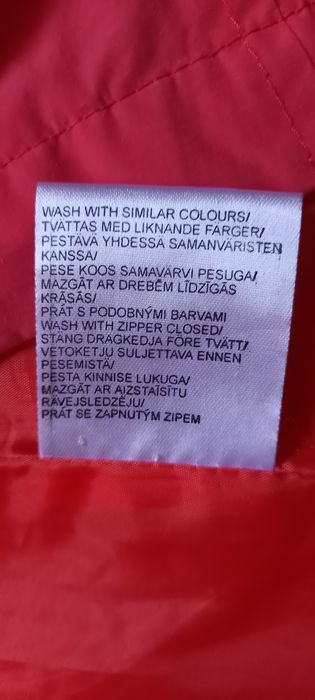 WASH WITH SIMILAR COLOURS/
TVÄTTAS MED LIKNANDE FÄRGER/
PESTÄVÄ YHDESSÄ SAMANVÄRISTEN
KANSSA/
PESE KOOS SAMAVÄRVI PESUGA/
MAZGĀT AR DRĒBĒM LĪDZĪGĀS
KRĀSĀS/
PRÁT S PODOBNÝMI BARVAMI
WASH WITH ZIPPER CLOSED/
STÄNG DRAGKEDJA FÖRE TVÄTT/
VETOKETJU SULJETTAVA ENNEN
PESEMISTÄ/
PESTA KINNISE LUKUGA/
MAZGĀT AR AIZSTAISĪTU
RĀVĒJSLĒDZĒJU/
PRÁT SE ZAPNUTÝM ZIPEM